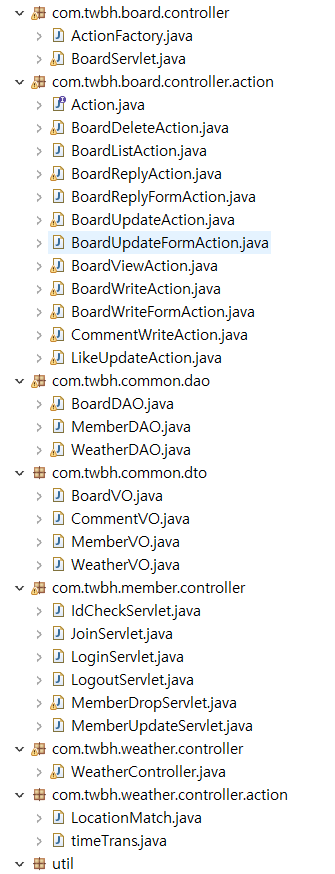 com.twbh.board.controller
ActionFactory.java
BoardServlet.java
com.twbh.board.controller.action
Action.java
BoardDeleteAction.java
BoardListAction.java
BoardReplyAction.java
BoardReplyFormAction.java
BoardUpdateAction.java
BoardUpdateFormAction.java
BoardViewAction.java
BoardWriteAction.java
BoardWriteFormAction.java
CommentWriteAction.java
LikeUpdateAction.java
com.twbh.common.dao
BoardDAO.java
MemberDAO.java
WeatherDAO.java
com.twbh.common.dto
BoardVO.java
CommentVO.java
MemberVO.java
WeatherVO.java
com.twbh.member.controller
IdCheckServlet.java
JoinServlet.java
LoginServlet.java
LogoutServlet.java
MemberDropServlet.java
MemberUpdateServlet.java
com.twbh.weather.controller
WeatherController.java
com.twbh.weather.controller.action
LocationMatch.java
timeTrans.java
util